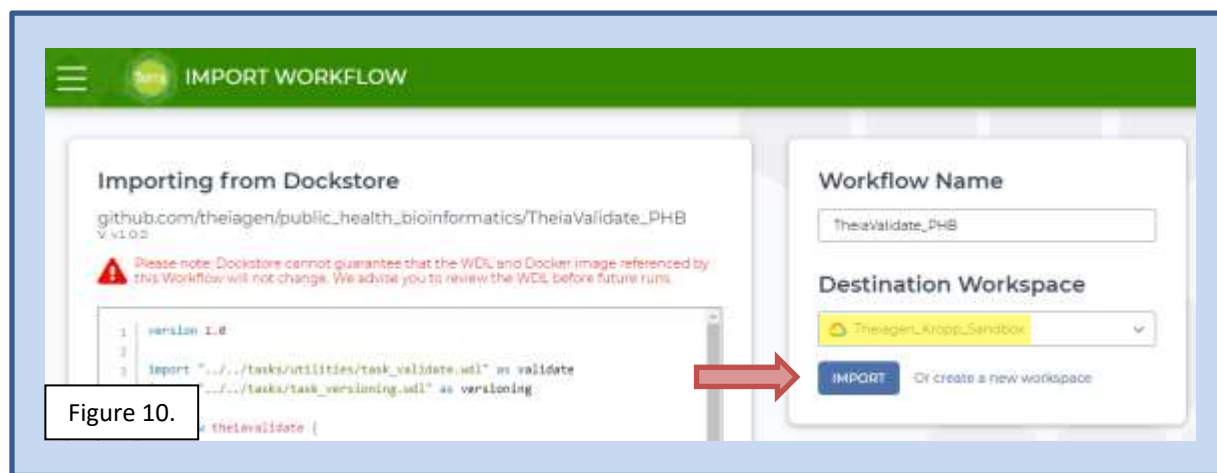 IMPORT WORKFLOW
Importing from Dockstore
github.com/theiagen/public_health_bioinformatics/TheiaValidate_PHB
V v1.0.2
Please note: Dockstore cannot guarantee that the WDL and Docker image referenced by
this Workflow will not change. We advise you to review the WDL before future runs.
1 version 1.0
2
3 import "../../tasks/utilities/task_validate.wdl" as validate
"../../tasks/task_versioning.wdl" as versioning
theiavalidate {
Figure 10.
Workflow Name
TheiaValidate_PHB
Destination Workspace
Theiagen_Kropp_Sandbox
IMPORT Or create a new workspace